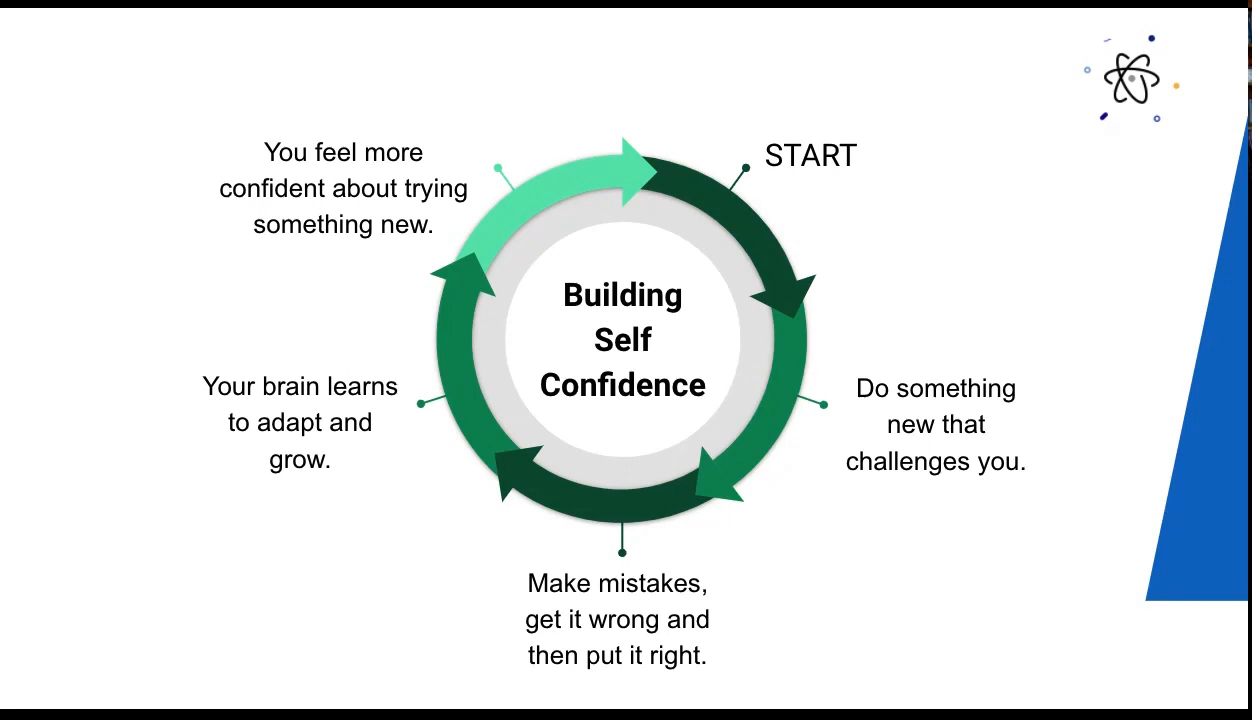 START
Do something
new that
challenges you.
Make mistakes,
get it wrong and
then put it right.
Your brain learns
to adapt and
grow.
You feel more
confident about trying
something new.
Building
Self
Confidence